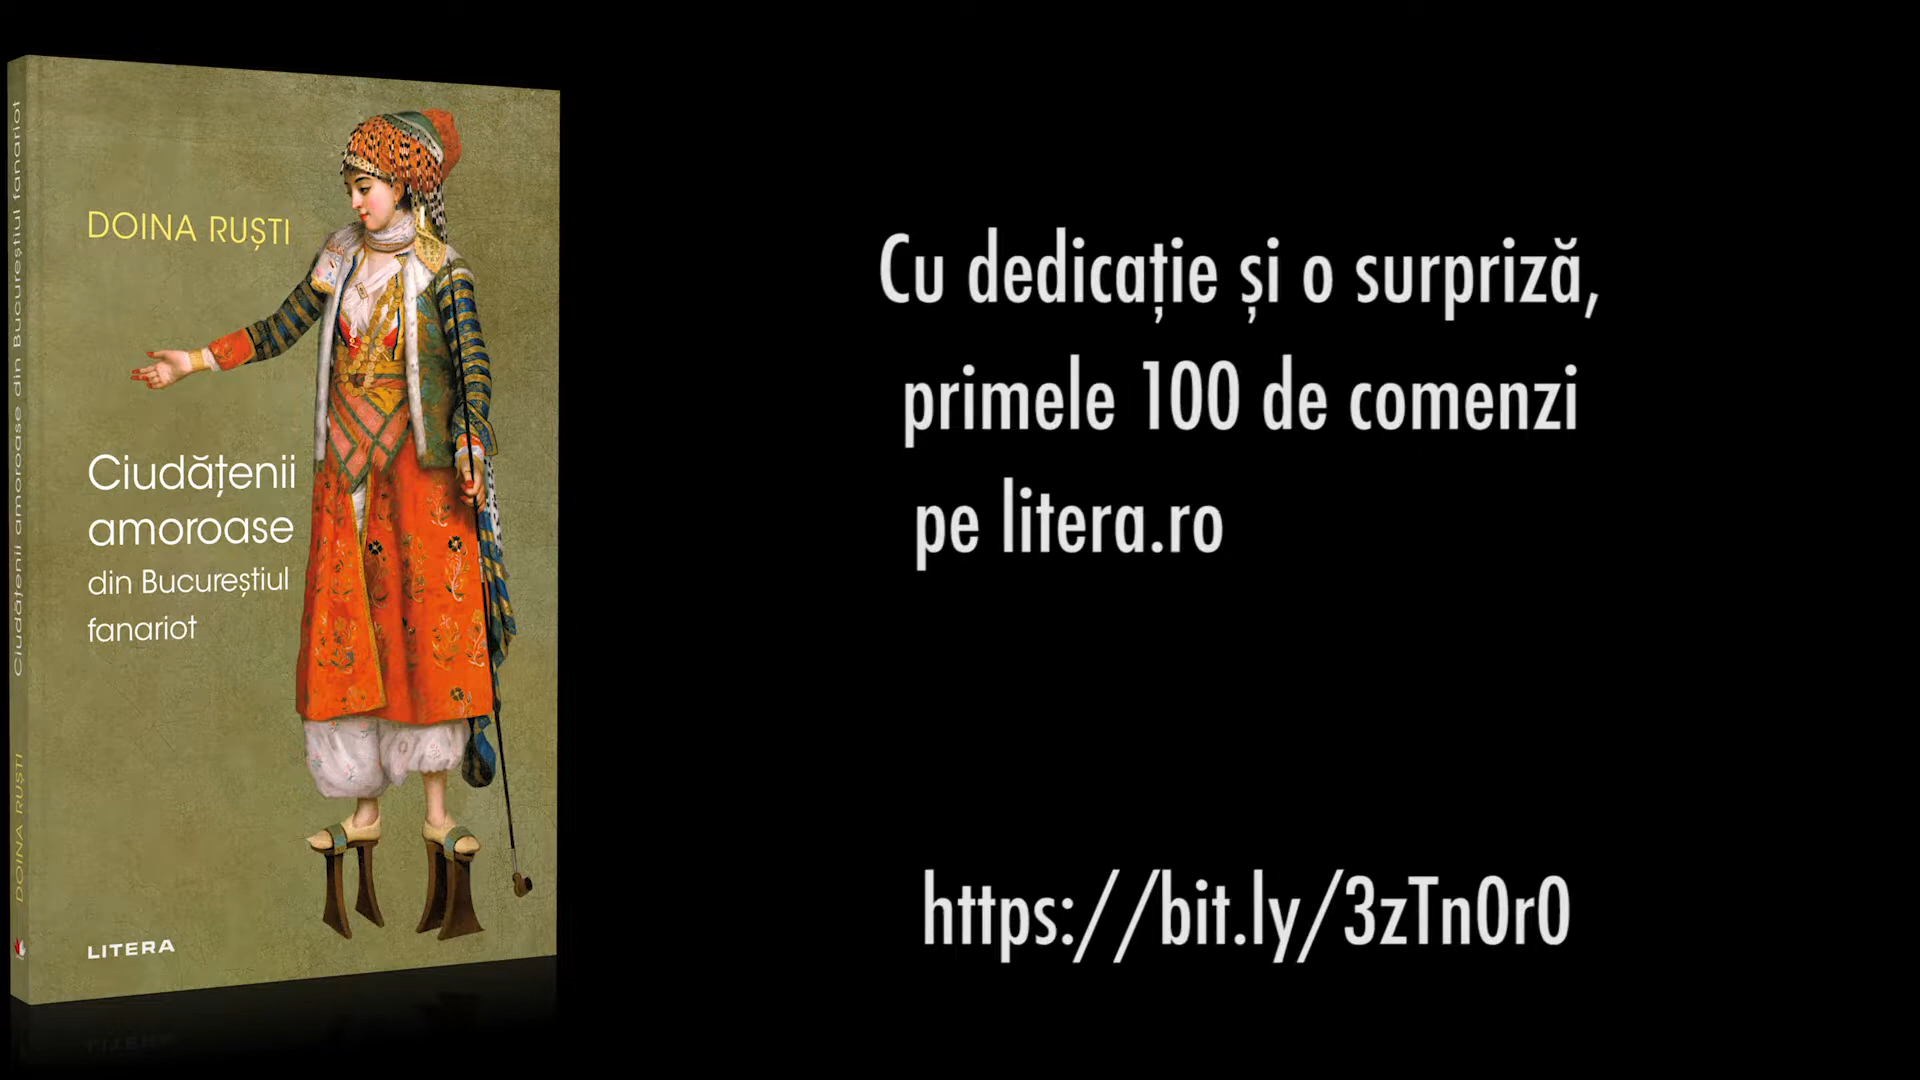 DOINA RUȘTI
Ciudățenii
amoroase
din Bucureștiul
fanariot
LITERA
Ciudățenii amoroase din Bucureștiul fanariot
DOINA RUȘTI
Cu dedicație și o surpriză,
primele 100 de comenzi
pe litera.ro
https://bit.ly/3zTn0r0